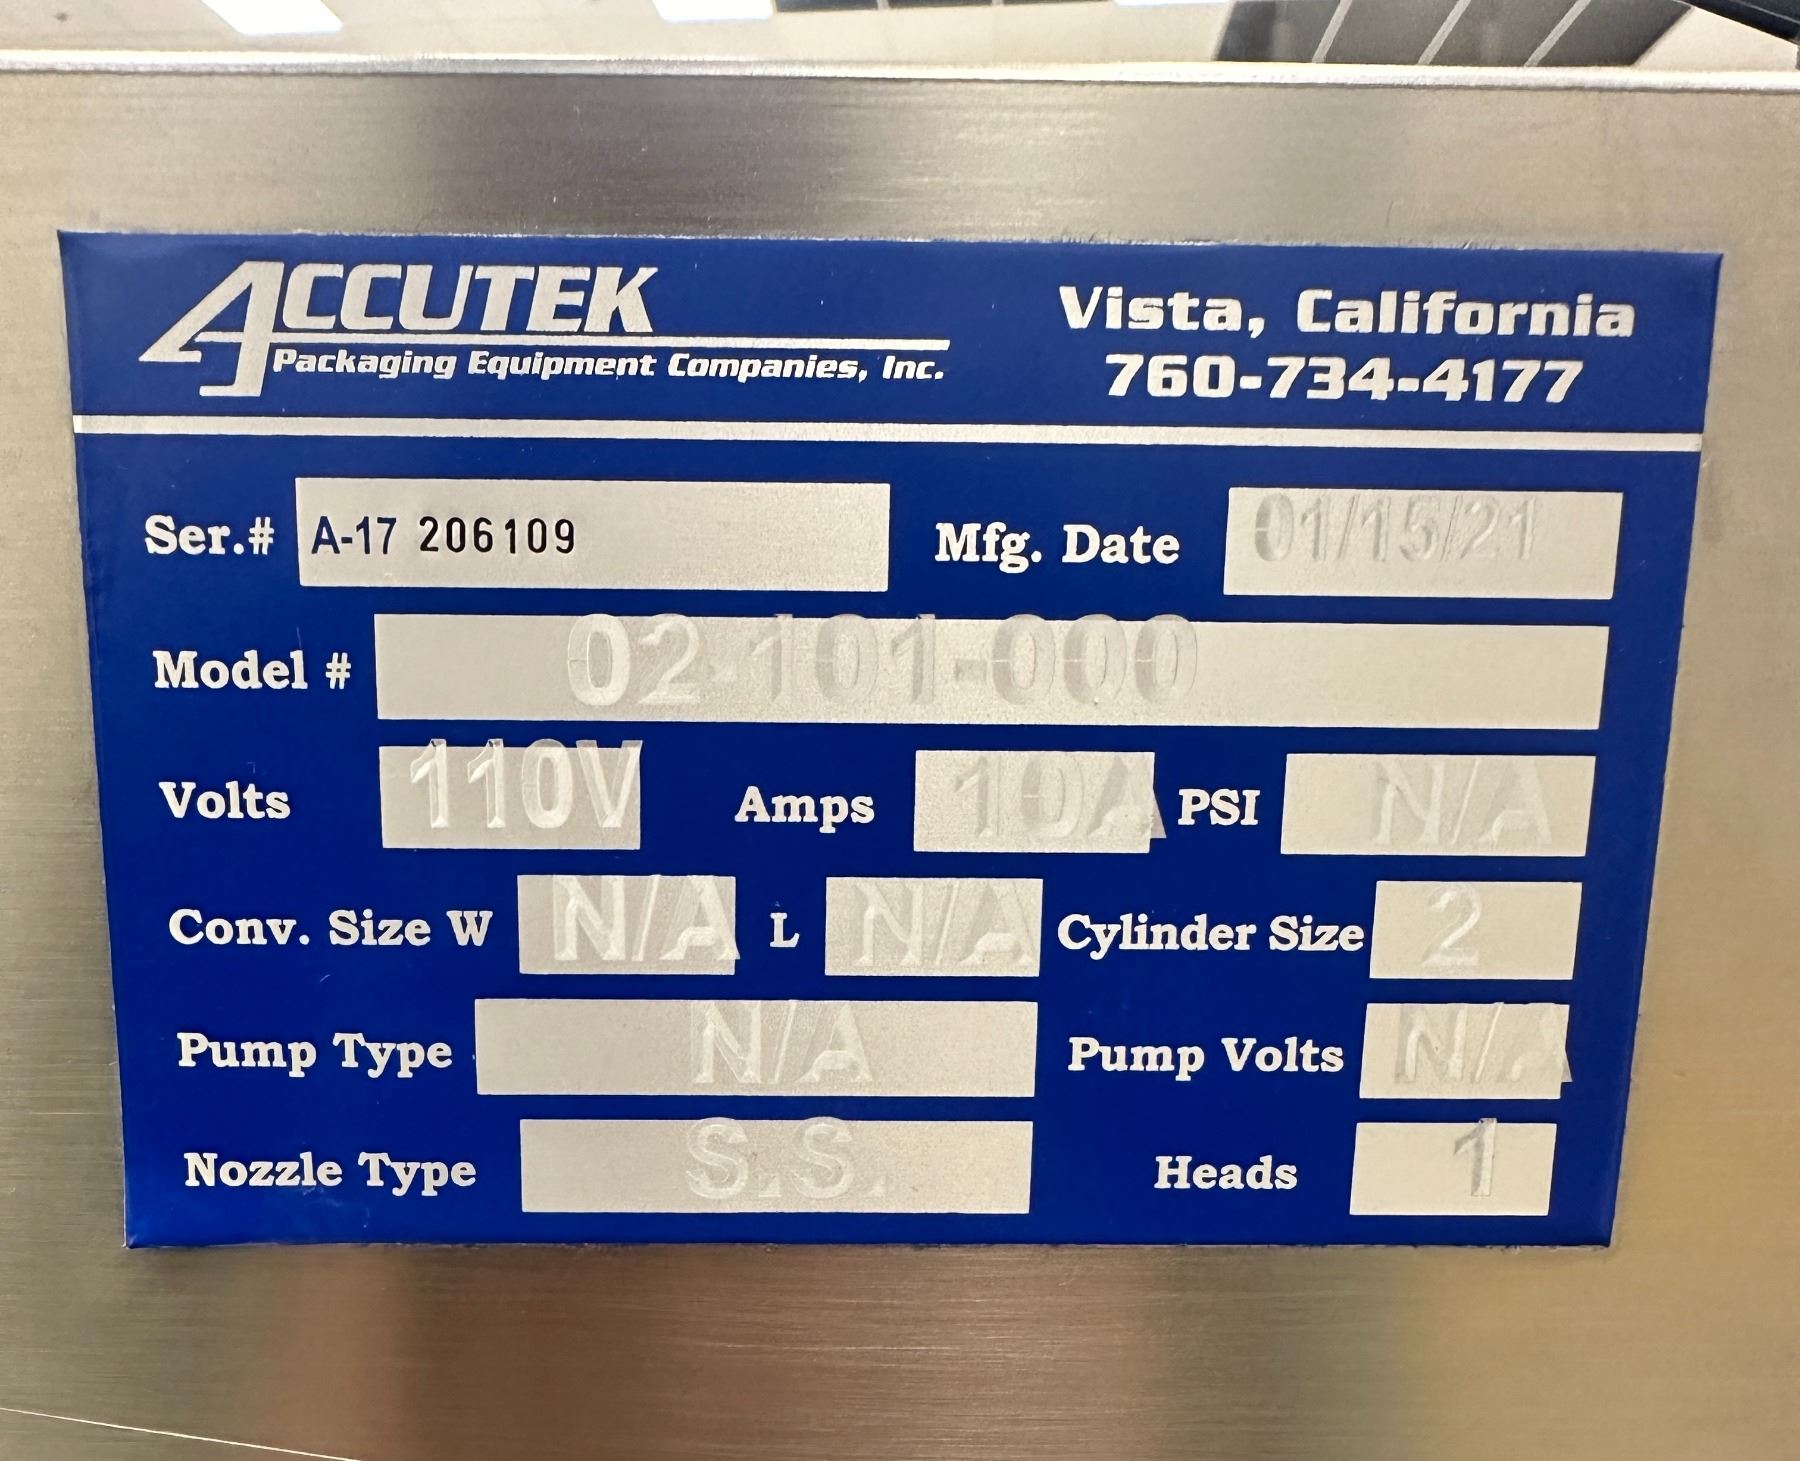 ACCUTEK
Packaging Equipment Companies, Inc.
Vista, California
760-734-4177
Ser.# A-17 206109 Mfg. Date 01/15/21
Model # 02-101-000
Volts 110V Amps 10A PSI N/A
Conv. Size W N/A L N/A Cylinder Size 2
Pump Type N/A Pump Volts N/A
Nozzle Type S.S. Heads 1